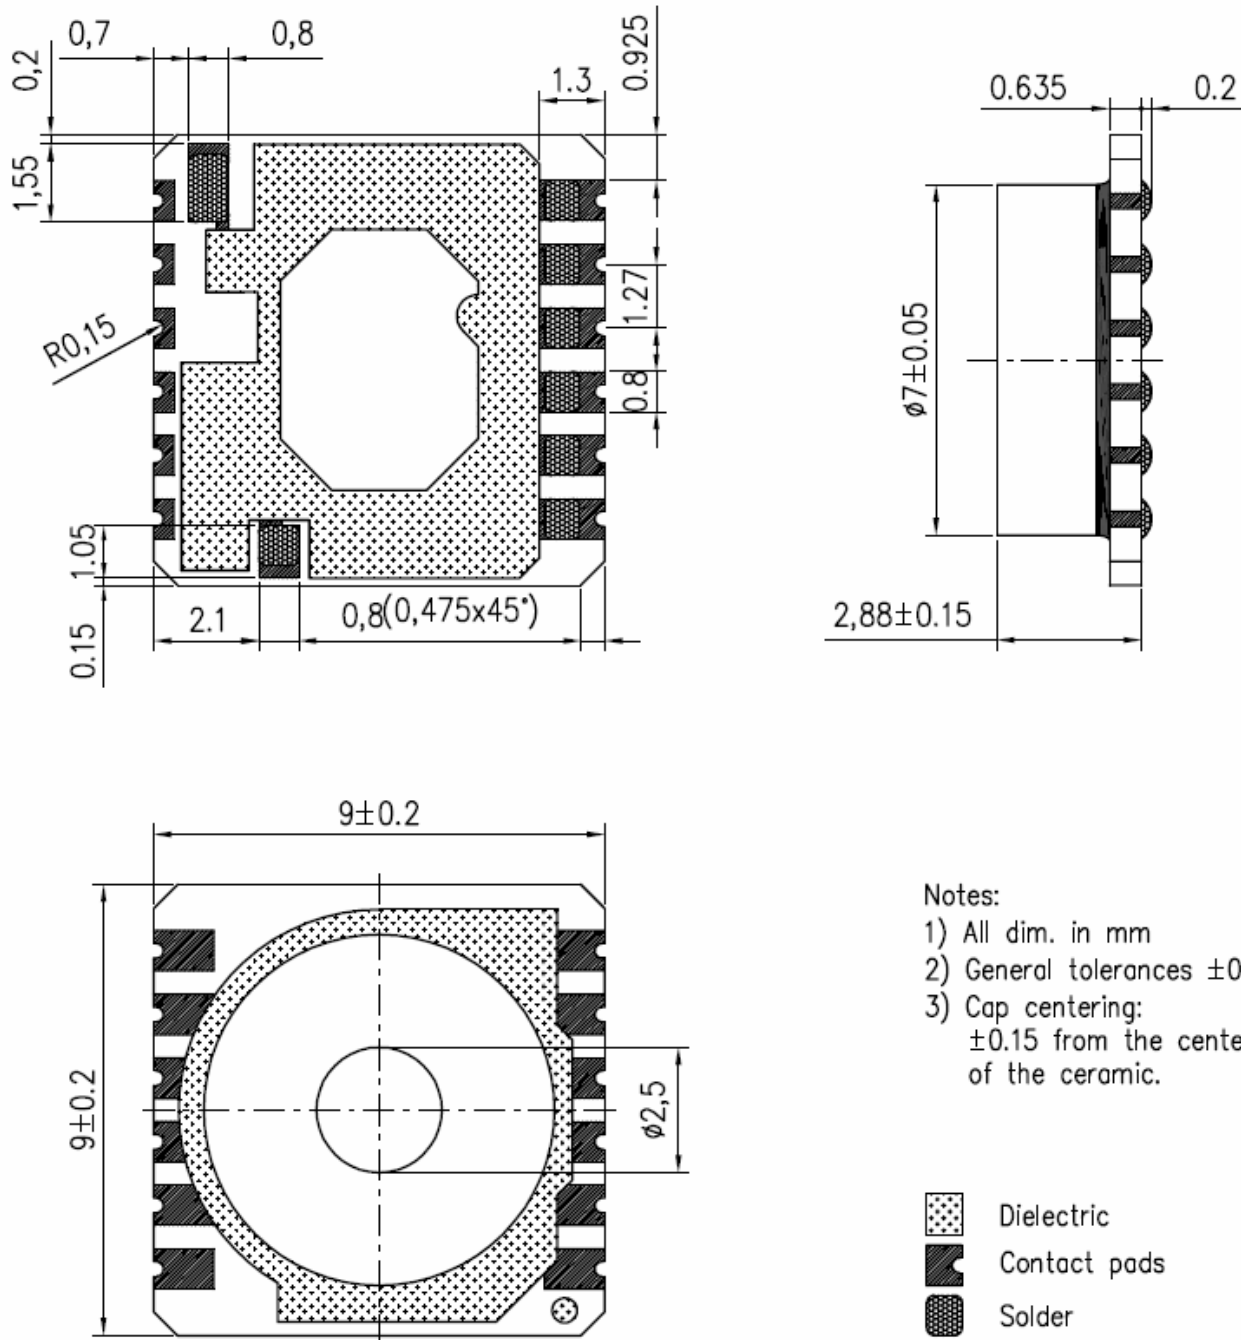 0,7
0,8
0,2
0.925
1.3
1,55
R0,15
1.27
0.8
1.05
0.15
2.1
0,8(0,475x45°)
0.635
0.2
ø7±0.05
2,88±0.15
9±0.2
9±0.2
ø2,5
Notes:
1) All dim. in mm
2) General tolerances ±0
3) Cap centering:
±0.15 from the cente
of the ceramic.
Dielectric
Contact pads
Solder